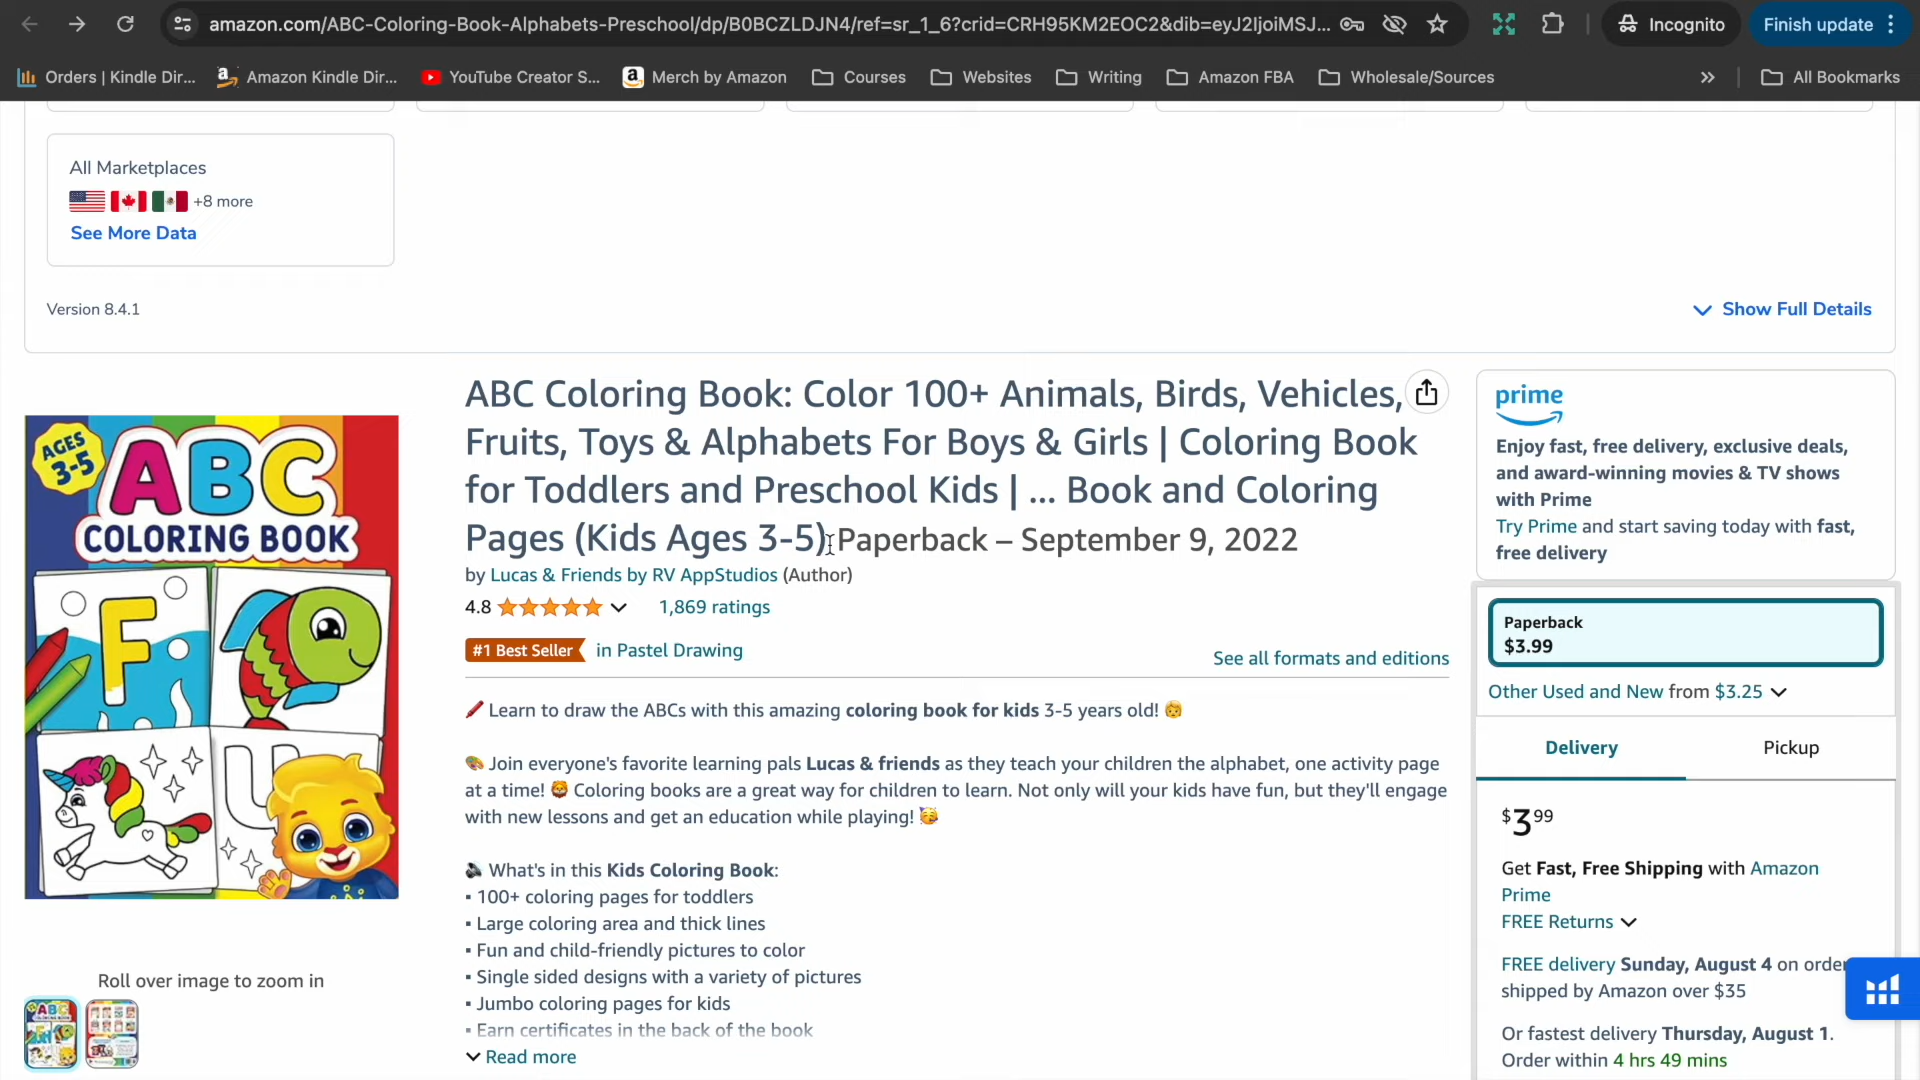 amazon.com/ABC-Coloring-Book-Alphabets-Preschool/dp/B0BCZLDJN4/ref=sr_1_6?crid=CRH95KM2EOC2&dib=eyJ2IjoiMSJ...
Incognito
Finish update
Orders | Kindle Dir...
Amazon Kindle Dir...
YouTube Creator S...
Merch by Amazon
Courses
Websites
Writing
Amazon FBA
Wholesale/Sources
All Bookmarks
All Marketplaces
+8 more
See More Data
Version 8.4.1
Show Full Details
AGES
3-5
ABC
COLORING BOOK
F
U
Roll over image to zoom in
ABC Coloring Book: Color 100+ Animals, Birds, Vehicles,
Fruits, Toys & Alphabets For Boys & Girls | Coloring Book
for Toddlers and Preschool Kids | ... Book and Coloring
Pages (Kids Ages 3-5) Paperback – September 9, 2022
by Lucas & Friends by RV AppStudios (Author)
4.8 1,869 ratings
#1 Best Seller in Pastel Drawing
See all formats and editions
🖍️ Learn to draw the ABCs with this amazing coloring book for kids 3-5 years old! 🧒
🎨 Join everyone's favorite learning pals Lucas & friends as they teach your children the alphabet, one activity page
at a time! 🦁 Coloring books are a great way for children to learn. Not only will your kids have fun, but they'll engage
with new lessons and get an education while playing! 🥳
What's in this Kids Coloring Book:
▪ 100+ coloring pages for toddlers
▪ Large coloring area and thick lines
▪ Fun and child-friendly pictures to color
▪ Single sided designs with a variety of pictures
▪ Jumbo coloring pages for kids
▪ Earn certificates in the back of the book
Read more
prime
Enjoy fast, free delivery, exclusive deals,
and award-winning movies & TV shows
with Prime
Try Prime and start saving today with fast,
free delivery
Paperback
$3.99
Other Used and New from $3.25
Delivery
Pickup
$3.99
Get Fast, Free Shipping with Amazon
Prime
FREE Returns
FREE delivery Sunday, August 4 on order
shipped by Amazon over $35
Or fastest delivery Thursday, August 1.
Order within 4 hrs 49 mins